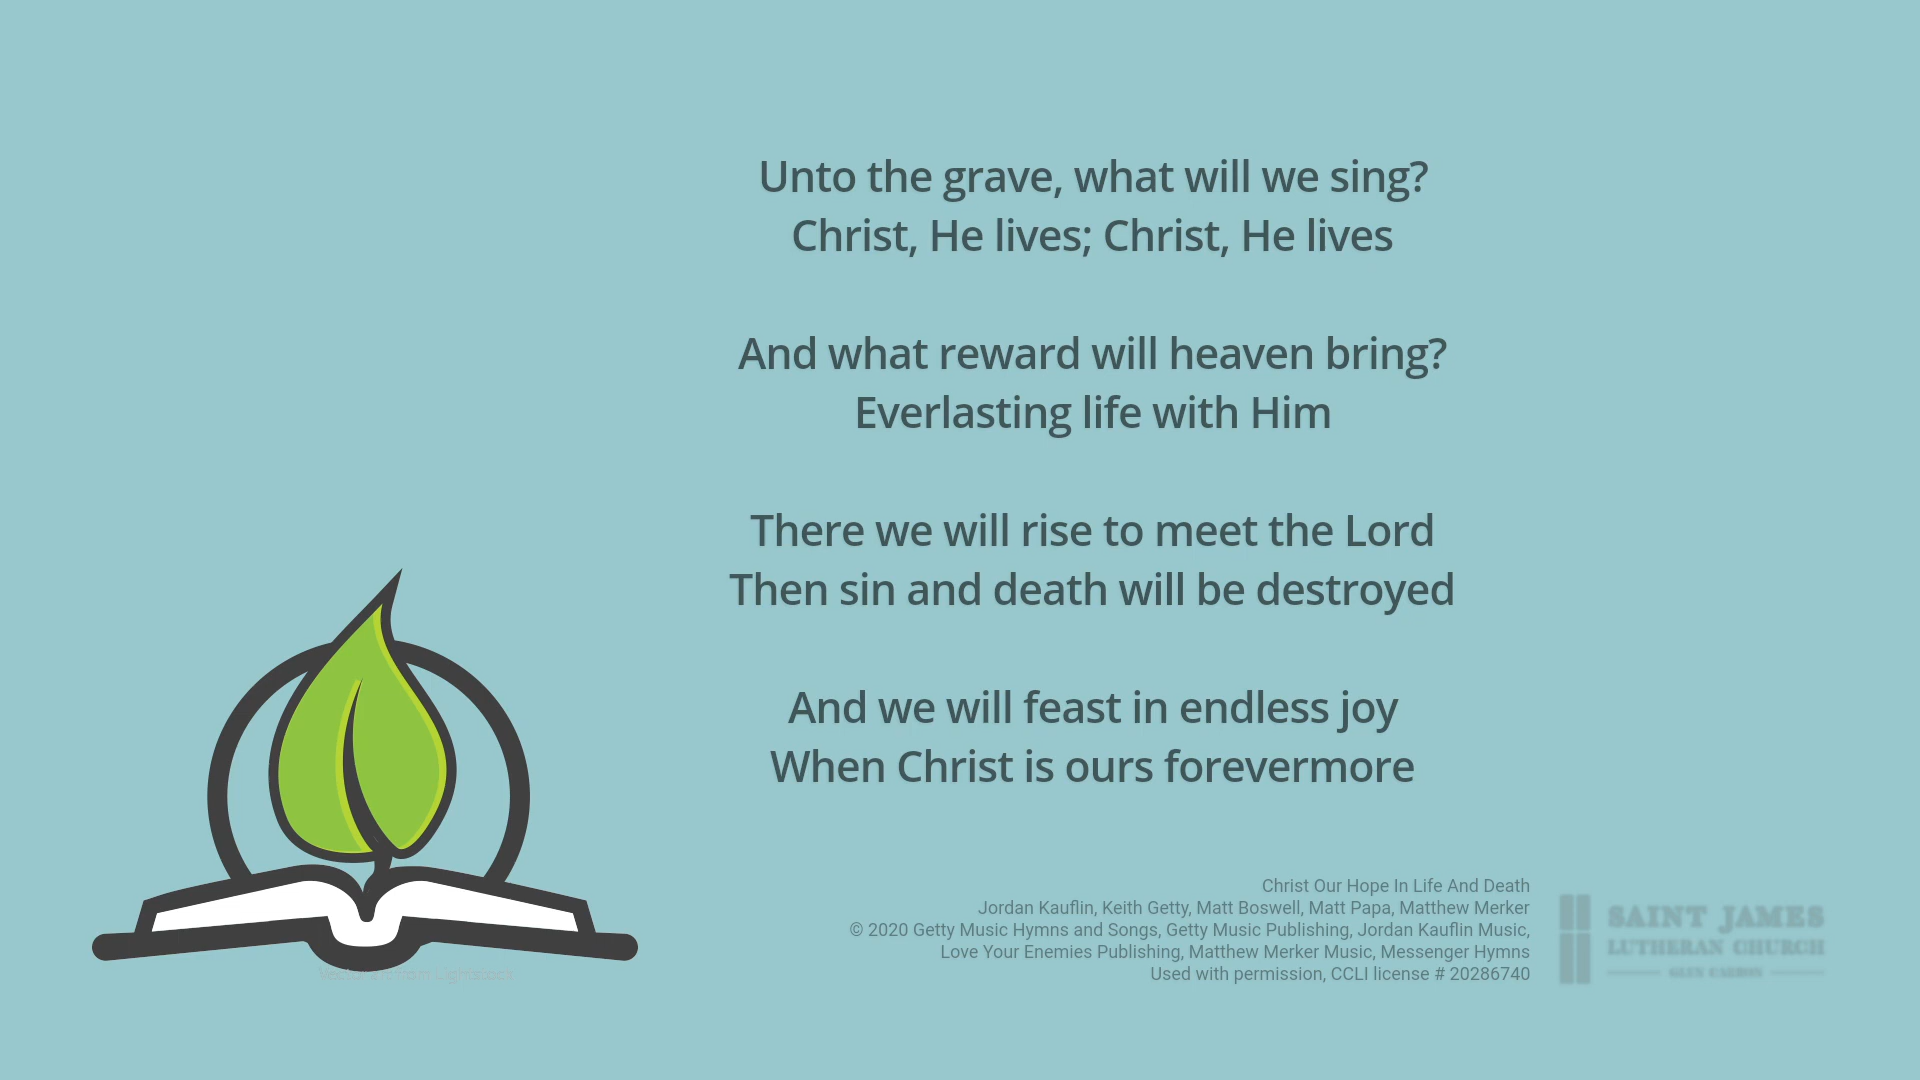 Unto the grave, what will we sing?
Christ, He lives; Christ, He lives
And what reward will heaven bring?
Everlasting life with Him
There we will rise to meet the Lord
Then sin and death will be destroyed
And we will feast in endless joy
When Christ is ours forevermore
Christ Our Hope In Life And Death
Jordan Kauflin, Keith Getty, Matt Boswell, Matt Papa, Matthew Merker
© 2020 Getty Music Hymns and Songs, Getty Music Publishing, Jordan Kauflin Music,
Love Your Enemies Publishing, Matthew Merker Music, Messenger Hymns
Used with permission, CCLI license # 20286740
SAINT JAMES
LUTHERAN CHURCH
GLEN CARBON